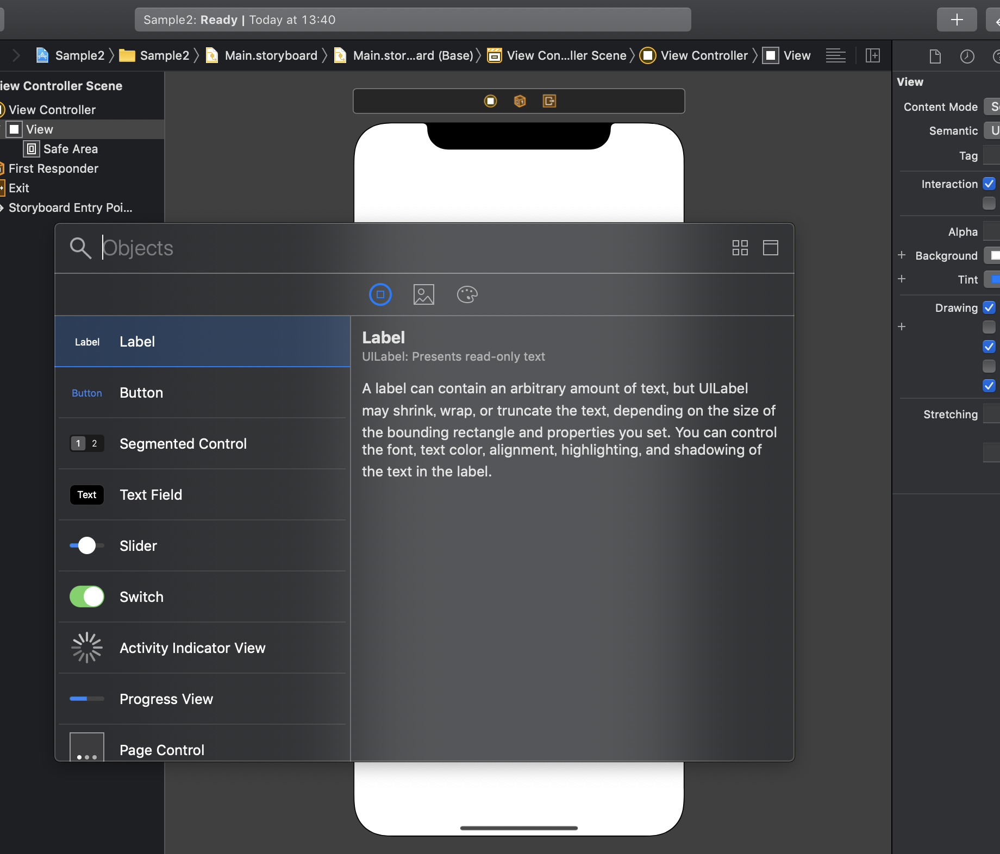 Sample2: Ready | Today at 13:40
Sample2 Sample2 Main.storyboard Main.stor...ard (Base) View Con...ller Scene View Controller View
iew Controller Scene
View Controller
View
Safe Area
First Responder
Exit
Storyboard Entry Poi...
Objects
Label Label
Button Button
1 2 Segmented Control
Text Text Field
Slider
Switch
Activity Indicator View
Progress View
Page Control
Label
UILabel: Presents read-only text
A label can contain an arbitrary amount of text, but UILabel
may shrink, wrap, or truncate the text, depending on the size of
the bounding rectangle and properties you set. You can control
the font, text color, alignment, highlighting, and shadowing of
the text in the label.
View
Content Mode
Semantic
Tag
Interaction
Alpha
Background
Tint
Drawing
Stretching